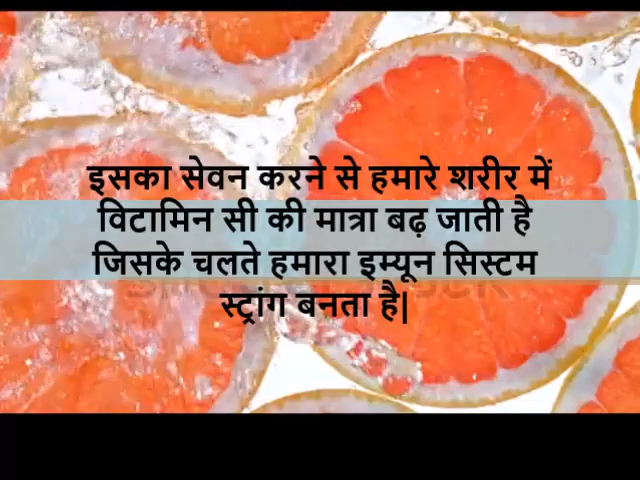 इसका सेवन करने से हमारे शरीर में
विटामिन सी की मात्रा बढ़ जाती है
जिसके चलते हमारा इम्यून सिस्टम
स्ट्रांग बनता है|